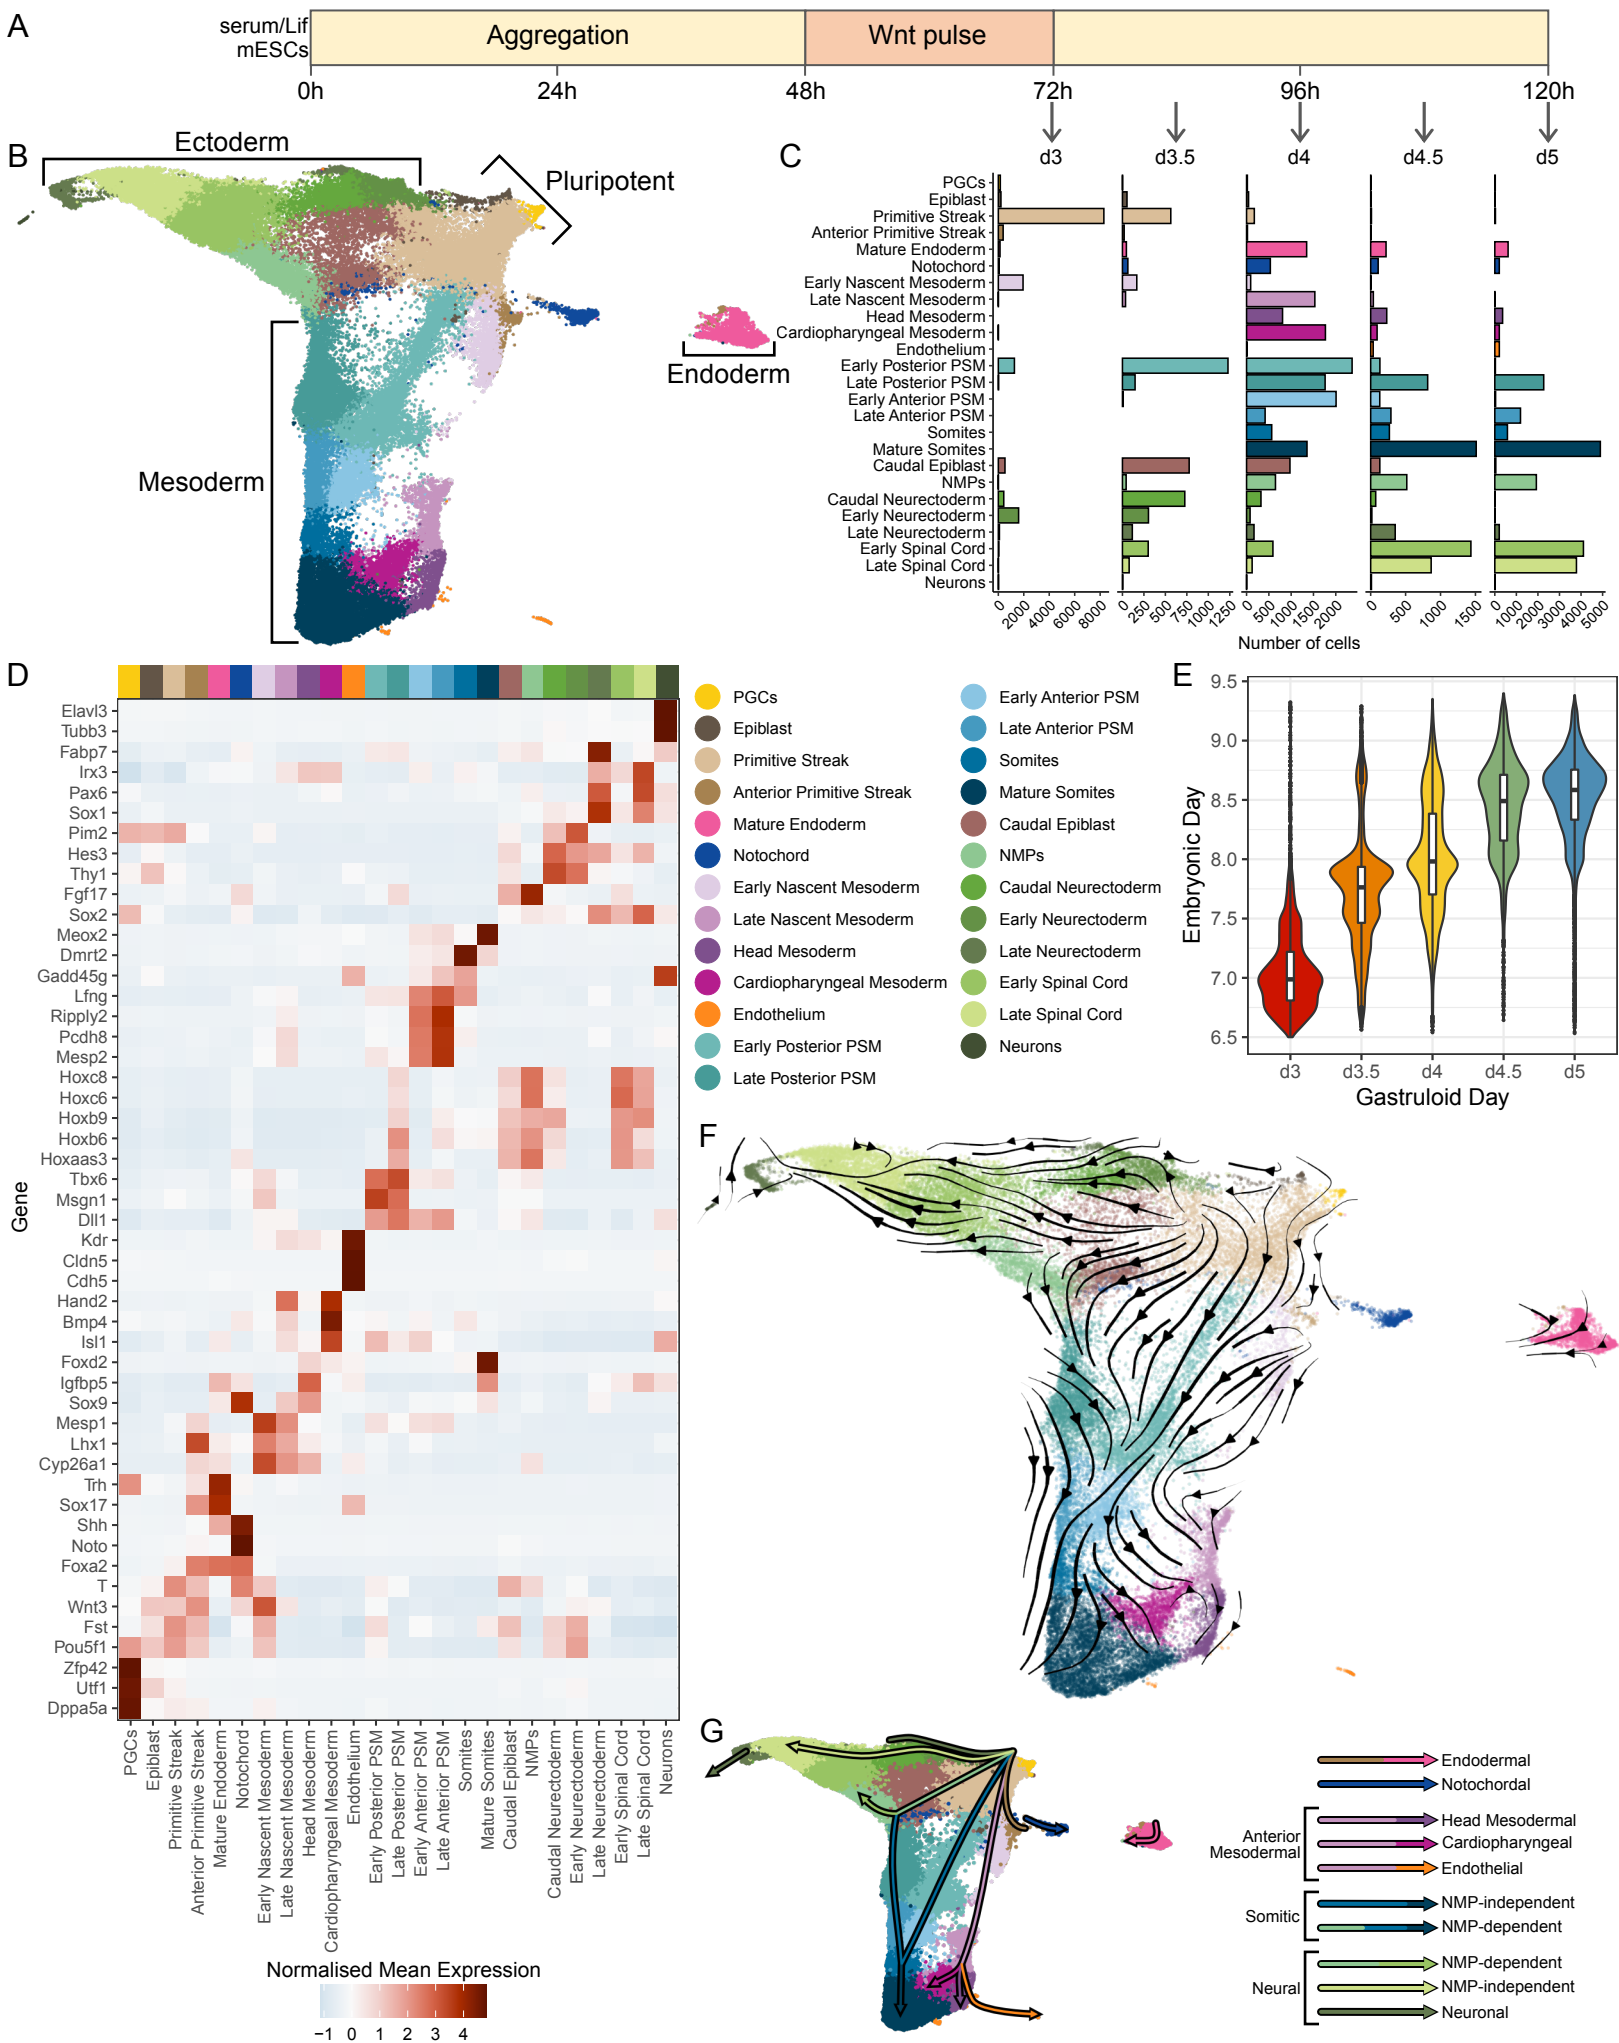 A
serum/Lif
mESCs
Aggregation
Wnt pulse
0h
24h
48h
72h
96h
120h
d3
d3.5
d4
d4.5
d5
B
Ectoderm
Pluripotent
Endoderm
Mesoderm
C
PGCs
Epiblast
Primitive Streak
Anterior Primitive Streak
Mature Endoderm
Notochord
Early Nascent Mesoderm
Late Nascent Mesoderm
Head Mesoderm
Cardiopharyngeal Mesoderm
Endothelium
Early Posterior PSM
Late Posterior PSM
Early Anterior PSM
Late Anterior PSM
Somites
Mature Somites
Caudal Epiblast
NMPs
Caudal Neurectoderm
Early Neurectoderm
Late Neurectoderm
Early Spinal Cord
Late Spinal Cord
Neurons
0 2000 4000 6000 8000
0 250 500 750 1000 1250
0 500 1000 1500 2000
0 500 1000 1500
0 1000 2000 3000 4000 5000
Number of cells
D
Gene
Elavl3
Tubb3
Fabp7
Irx3
Pax6
Sox1
Pim2
Hes3
Thy1
Fgf17
Sox2
Meox2
Dmrt2
Gadd45g
Lfng
Ripply2
Pcdh8
Mesp2
Hoxc8
Hoxc6
Hoxb9
Hoxb6
Hoxaas3
Tbx6
Msgn1
Dll1
Kdr
Cldn5
Cdh5
Hand2
Bmp4
Isl1
Foxd2
Igfbp5
Sox9
Mesp1
Lhx1
Cyp26a1
Trh
Sox17
Shh
Noto
Foxa2
T
Wnt3
Fst
Pou5f1
Zfp42
Utf1
Dppa5a
PGCs
Epiblast
Primitive Streak
Anterior Primitive Streak
Mature Endoderm
Notochord
Early Nascent Mesoderm
Late Nascent Mesoderm
Head Mesoderm
Cardiopharyngeal Mesoderm
Endothelium
Early Posterior PSM
Late Posterior PSM
Early Anterior PSM
Late Anterior PSM
Somites
Mature Somites
Caudal Epiblast
NMPs
Caudal Neurectoderm
Early Neurectoderm
Late Neurectoderm
Early Spinal Cord
Late Spinal Cord
Neurons
Normalised Mean Expression
−1 0 1 2 3 4
PGCs
Epiblast
Primitive Streak
Anterior Primitive Streak
Mature Endoderm
Notochord
Early Nascent Mesoderm
Late Nascent Mesoderm
Head Mesoderm
Cardiopharyngeal Mesoderm
Endothelium
Early Posterior PSM
Late Posterior PSM
Early Anterior PSM
Late Anterior PSM
Somites
Mature Somites
Caudal Epiblast
NMPs
Caudal Neurectoderm
Early Neurectoderm
Late Neurectoderm
Early Spinal Cord
Late Spinal Cord
Neurons
E
Embryonic Day
9.5
9.0
8.5
8.0
7.5
7.0
6.5
d3
d3.5
d4
d4.5
d5
Gastruloid Day
F
G
Endodermal
Notochordal
Anterior
Mesodermal
Head Mesodermal
Cardiopharyngeal
Endothelial
Somitic
NMP-independent
NMP-dependent
Neural
NMP-dependent
NMP-independent
Neuronal